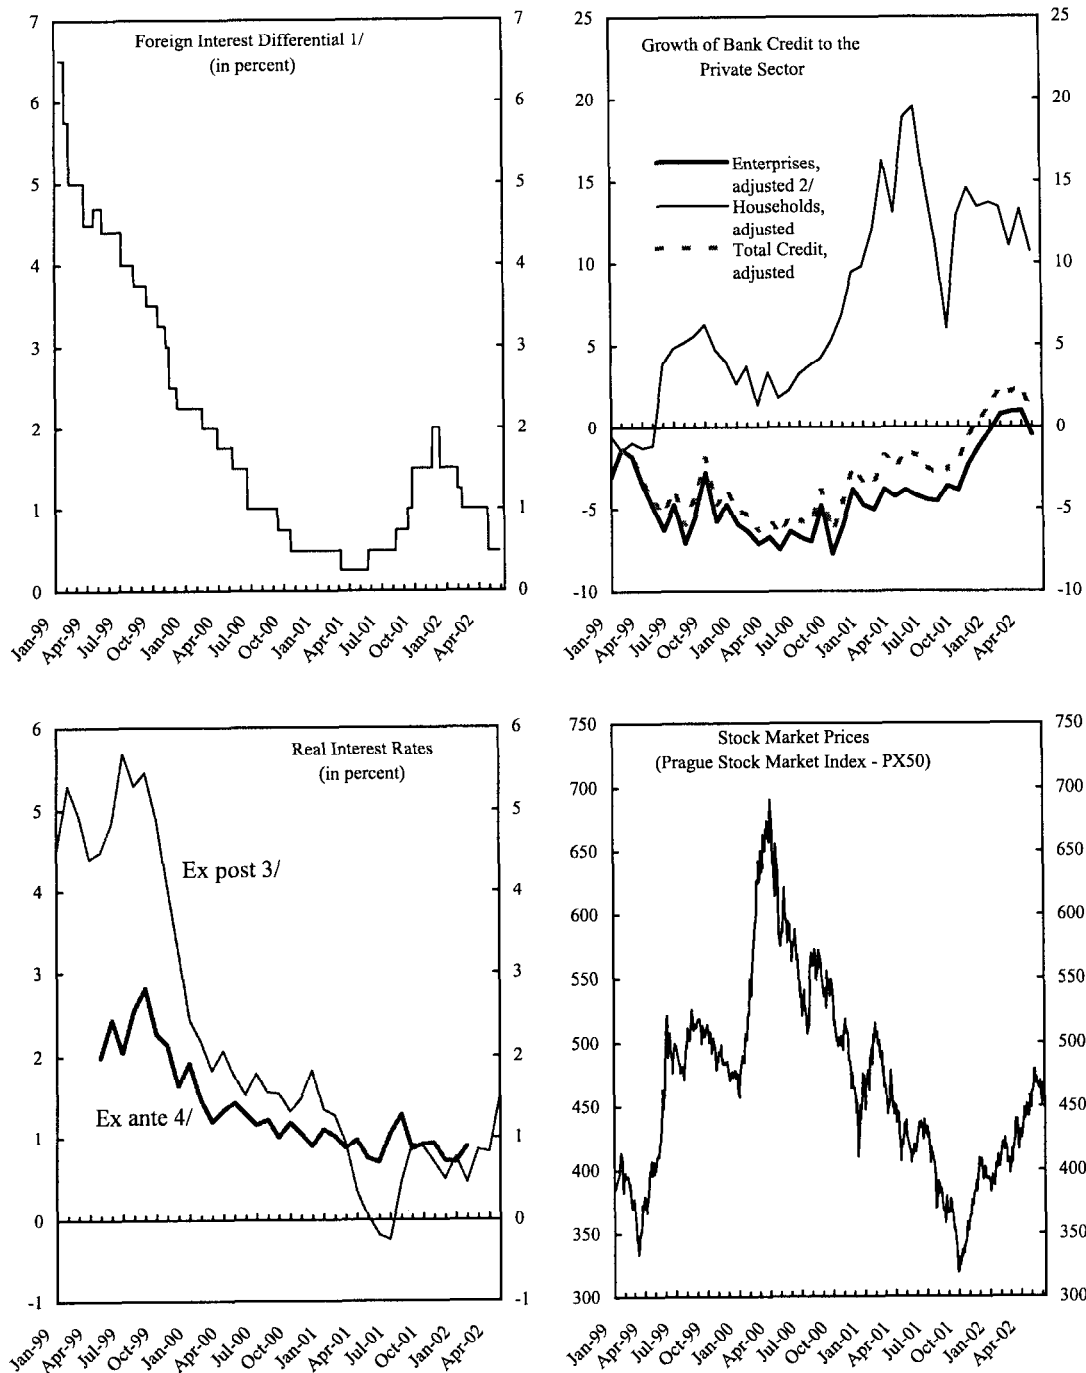 Foreign Interest Differential 1/
(in percent)
7
6
5
4
3
2
1
0
7
6
5
4
3
2
1
0
Jan-99
Apr-99
Jul-99
Oct-99
Jan-00
Apr-00
Jul-00
Oct-00
Jan-01
Apr-01
Jul-01
Oct-01
Jan-02
Apr-02
Growth of Bank Credit to the
Private Sector
25
20
15
10
5
0
-5
-10
25
20
15
10
5
0
-5
-10
Enterprises,
adjusted 2/
Households,
adjusted
Total Credit,
adjusted
Jan-99
Apr-99
Jul-99
Oct-99
Jan-00
Apr-00
Jul-00
Oct-00
Jan-01
Apr-01
Jul-01
Oct-01
Jan-02
Apr-02
Real Interest Rates
(in percent)
6
5
4
3
2
1
0
-1
6
5
4
3
2
1
0
-1
Ex post 3/
Ex ante 4/
Jan-99
Apr-99
Jul-99
Oct-99
Jan-00
Apr-00
Jul-00
Oct-00
Jan-01
Apr-01
Jul-01
Oct-01
Jan-02
Apr-02
Stock Market Prices
(Prague Stock Market Index - PX50)
750
700
650
600
550
500
450
400
350
300
750
700
650
600
550
500
450
400
350
300
Jan-99
Apr-99
Jul-99
Oct-99
Jan-00
Apr-00
Jul-00
Oct-00
Jan-01
Apr-01
Jul-01
Oct-01
Jan-02
Apr-02